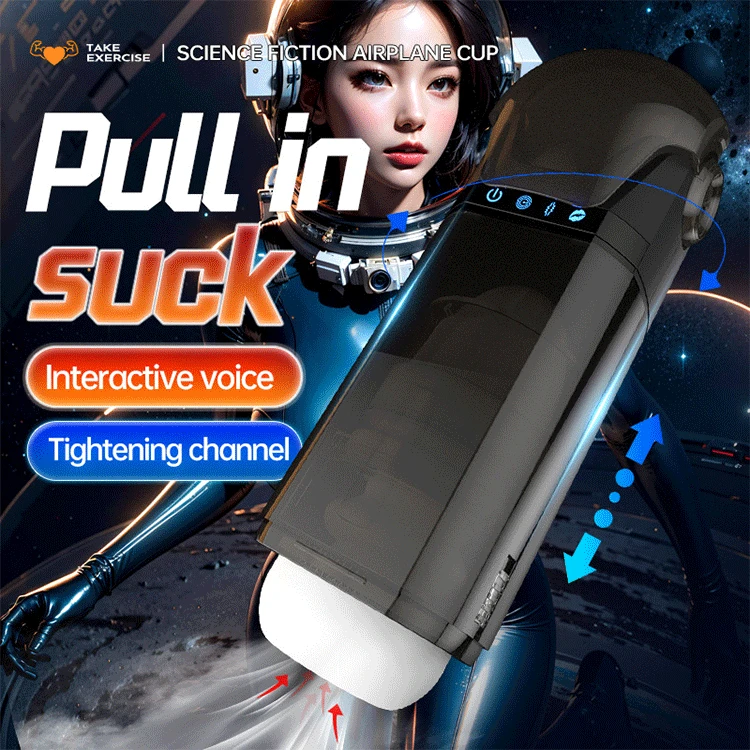 TAKE
EXERCISE
SCIENCE FICTION AIRPLANE CUP
Pull in
suck
Interactive voice
Tightening channel